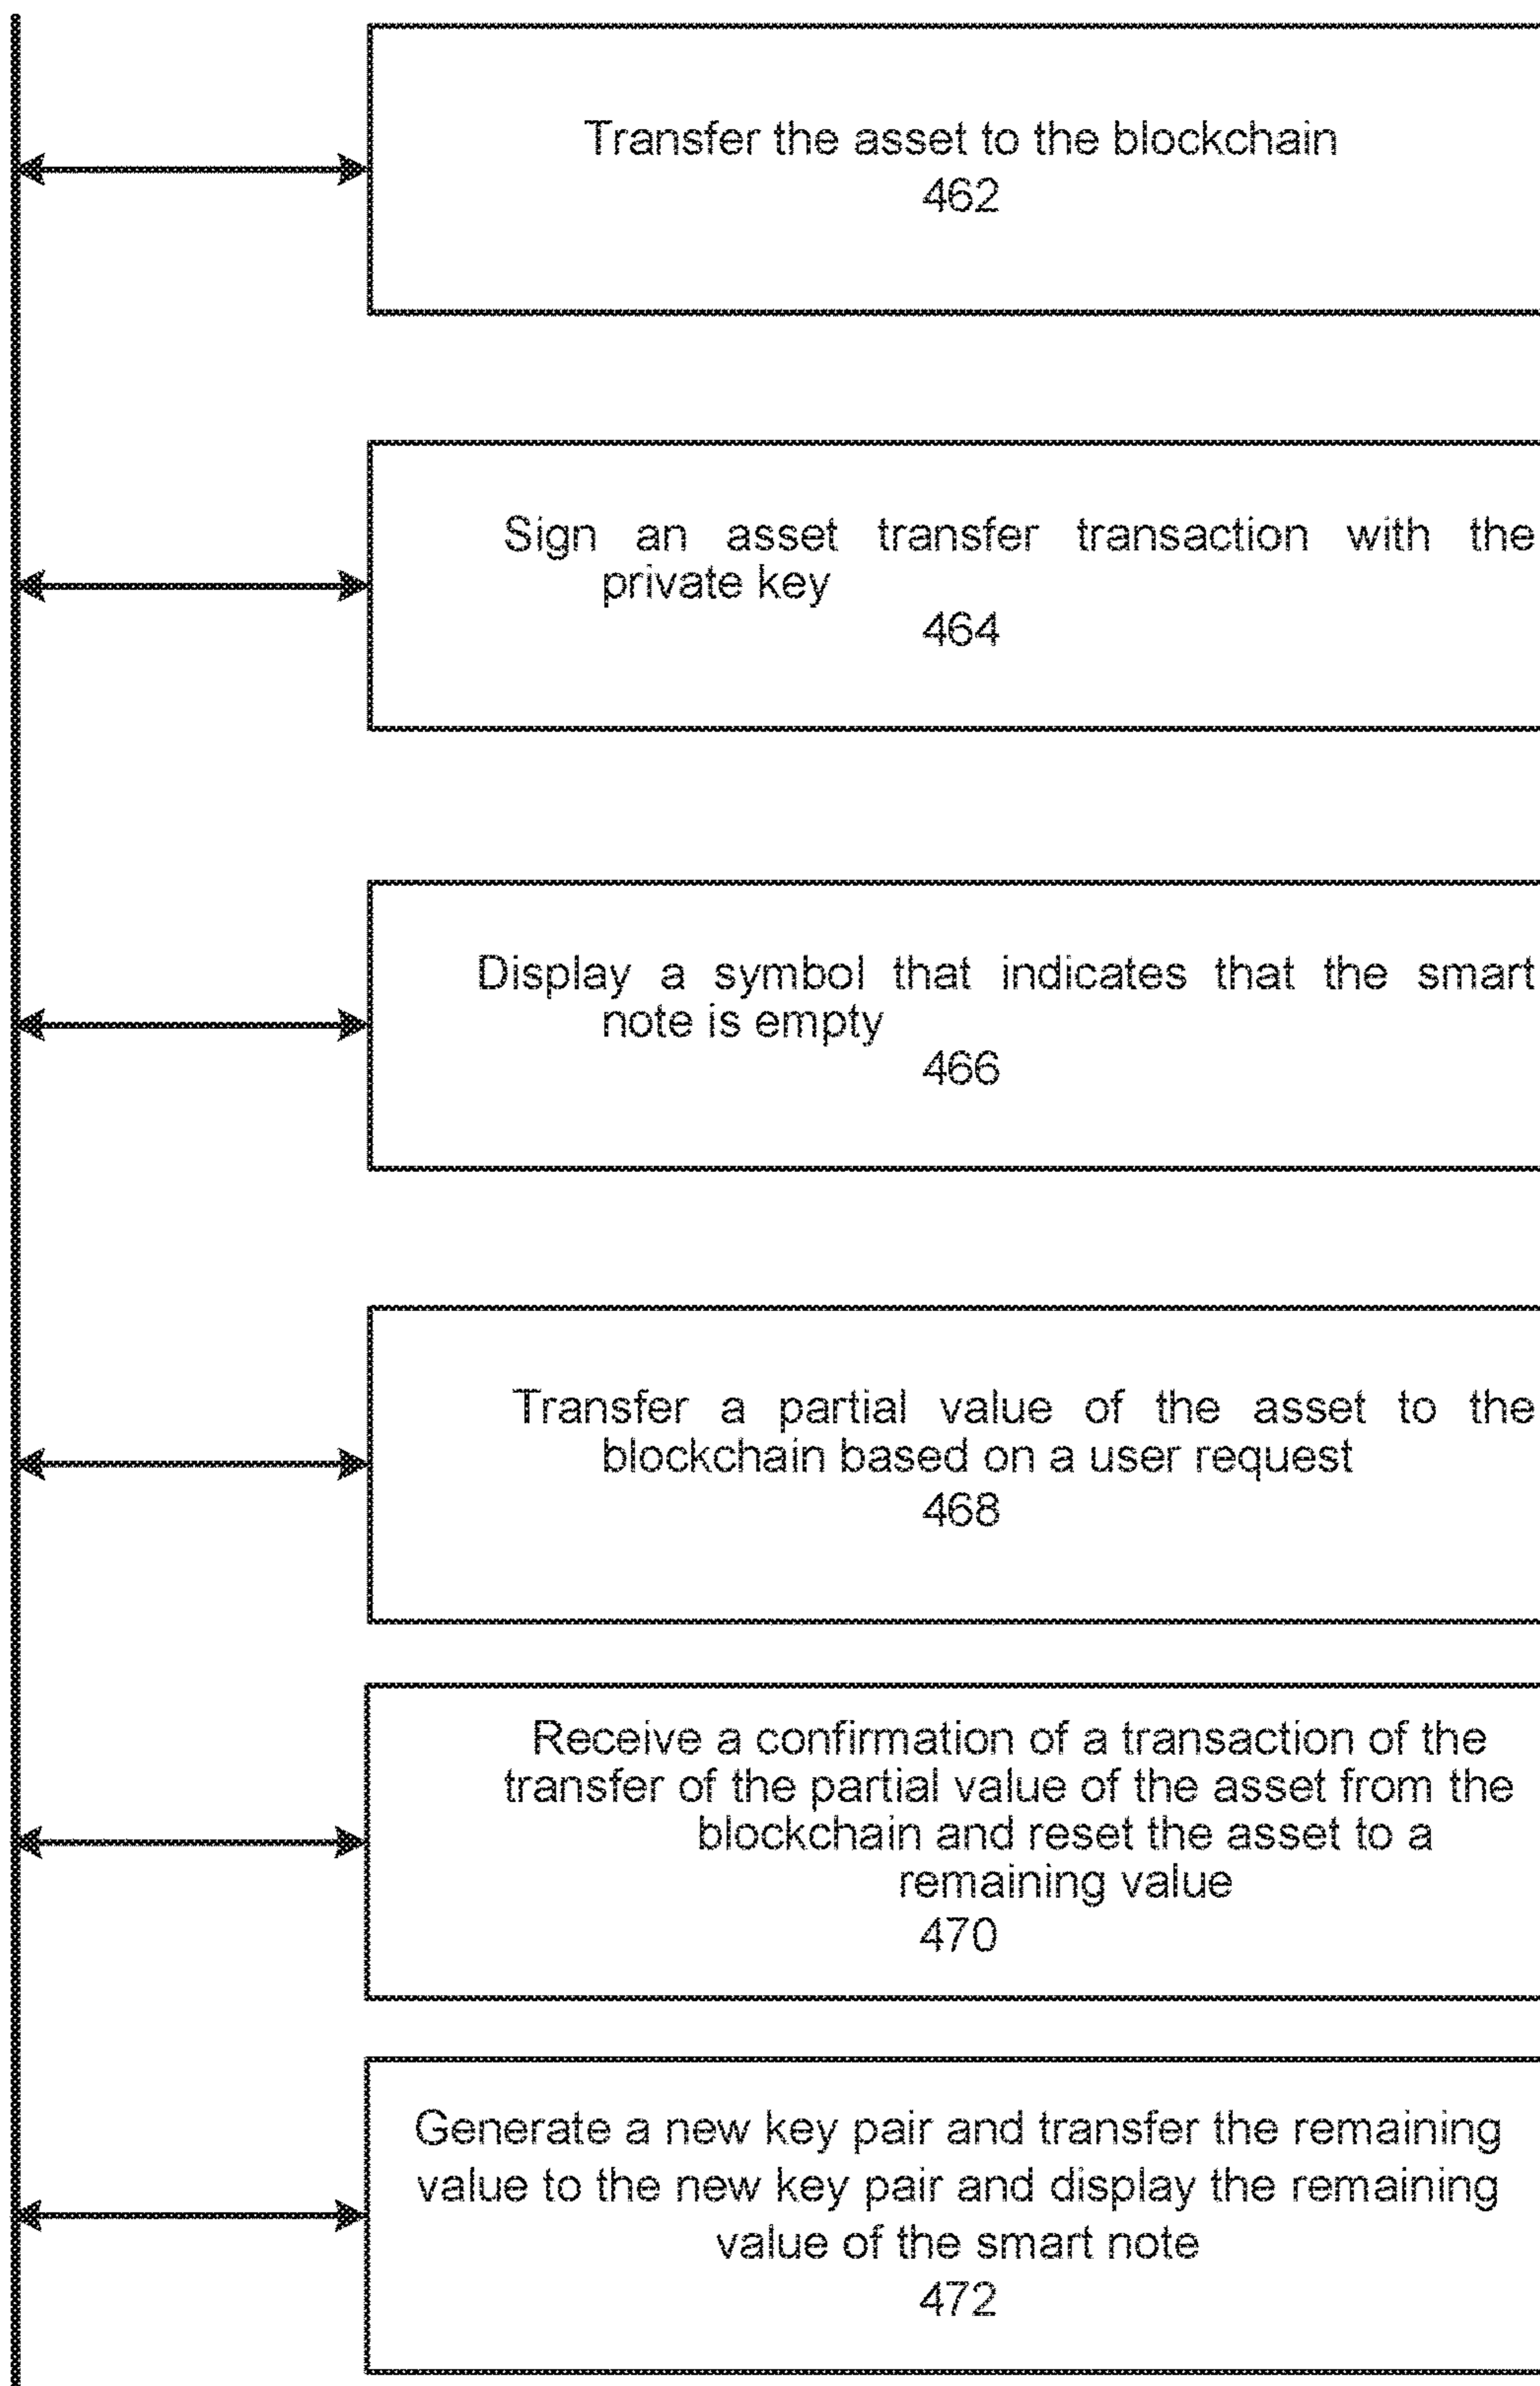 Transfer the asset to the blockchain
462
Sign an asset transfer transaction with the
private key
464
Display a symbol that indicates that the smart
note is empty
466
Transfer a partial value of the asset to the
blockchain based on a user request
468
Receive a confirmation of a transaction of the
transfer of the partial value of the asset from the
blockchain and reset the asset to a
remaining value
470
Generate a new key pair and transfer the remaining
value to the new key pair and display the remaining
value of the smart note
472